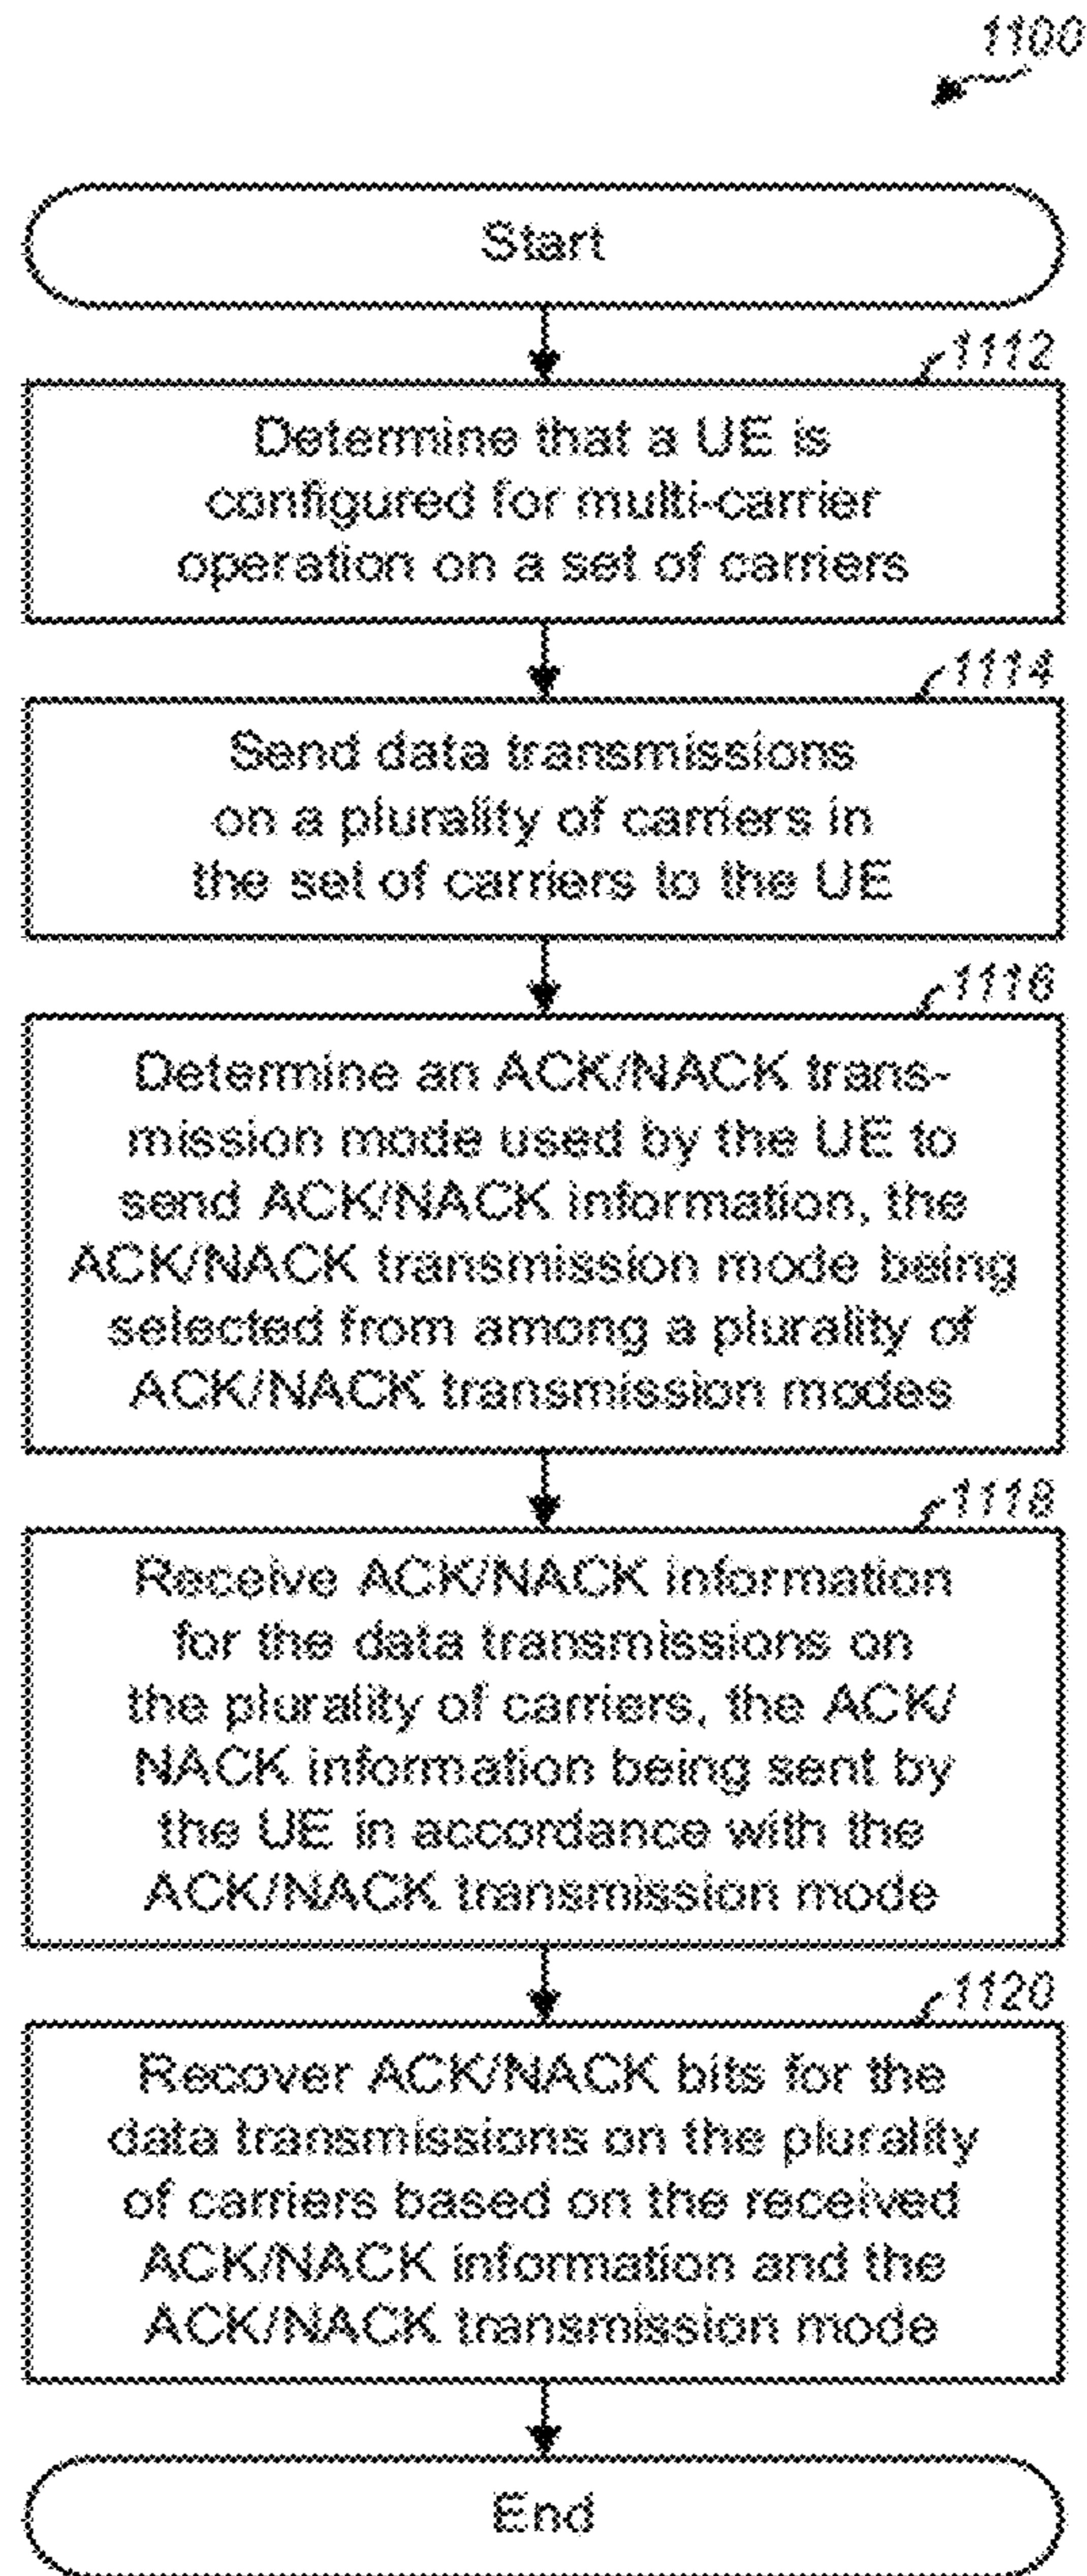 1100
Start
1112
Determine that a UE is
configured for multi-carrier
operation on a set of carriers
1114
Send data transmissions
on a plurality of carriers in
the set of carriers to the UE
1116
Determine an ACK/NACK trans-
mission mode used by the UE to
send ACK/NACK information, the
ACK/NACK transmission mode being
selected from among a plurality of
ACK/NACK transmission modes
1118
Receive ACK/NACK information
for the data transmissions on
the plurality of carriers, the ACK/
NACK information being sent by
the UE in accordance with the
ACK/NACK transmission mode
1120
Recover ACK/NACK bits for the
data transmissions on the plurality
of carriers based on the received
ACK/NACK information and the
ACK/NACK transmission mode
End